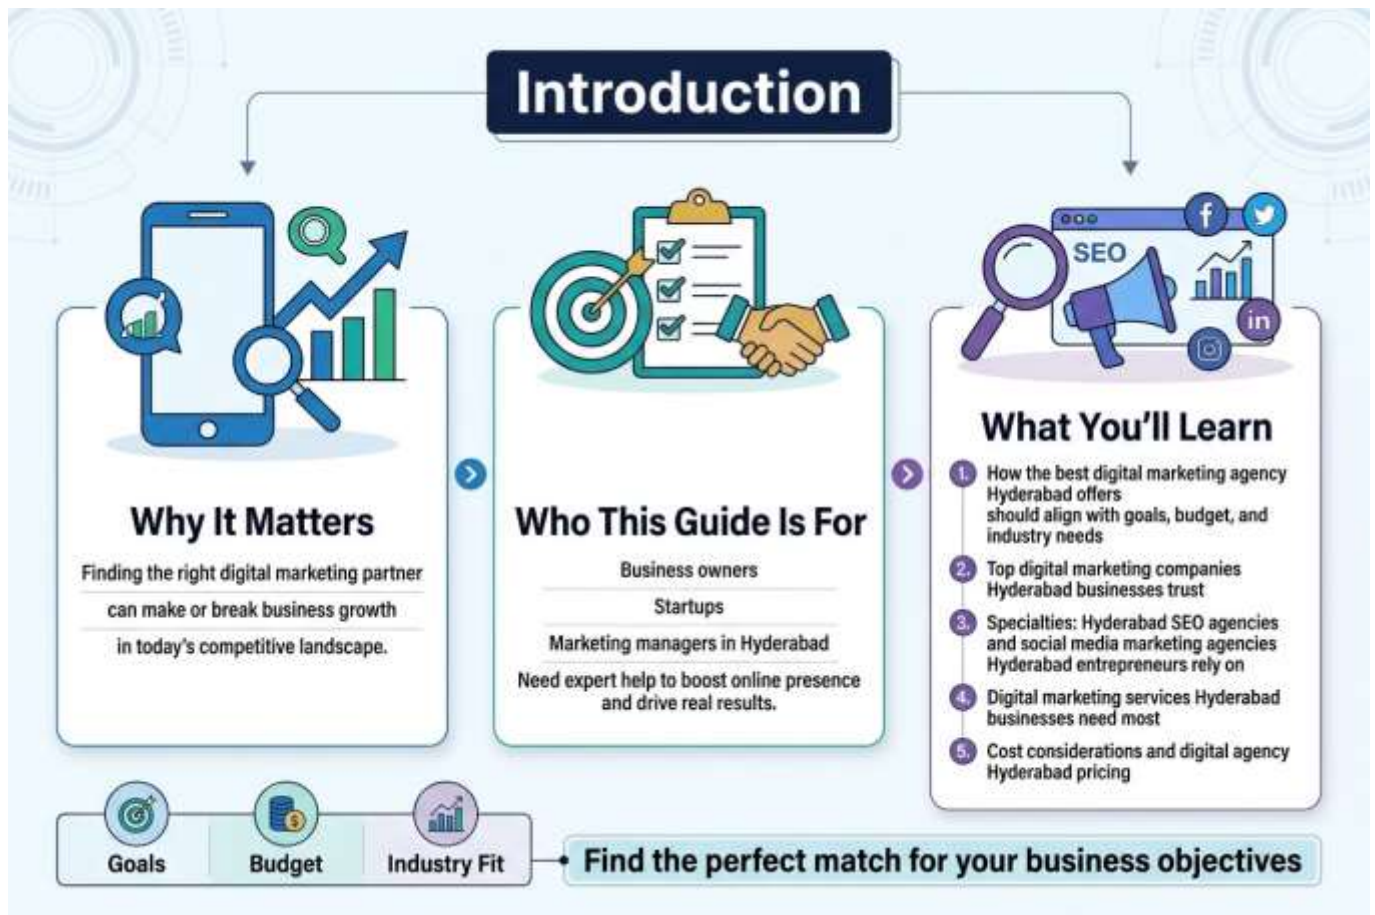 Introduction
Why It Matters
Finding the right digital marketing partner
can make or break business growth
in today's competitive landscape.
Who This Guide Is For
Business owners
Startups
Marketing managers in Hyderabad
Need expert help to boost online presence
and drive real results.
SEO
f
in
What You'll Learn
1. How the best digital marketing agency
Hyderabad offers
should align with goals, budget, and
industry needs
2. Top digital marketing companies
Hyderabad businesses trust
3. Specialties: Hyderabad SEO agencies
and social media marketing agencies
Hyderabad entrepreneurs rely on
4. Digital marketing services Hyderabad
businesses need most
5. Cost considerations and digital agency
Hyderabad pricing
$
Goals
Budget
Industry Fit
Find the perfect match for your business objectives